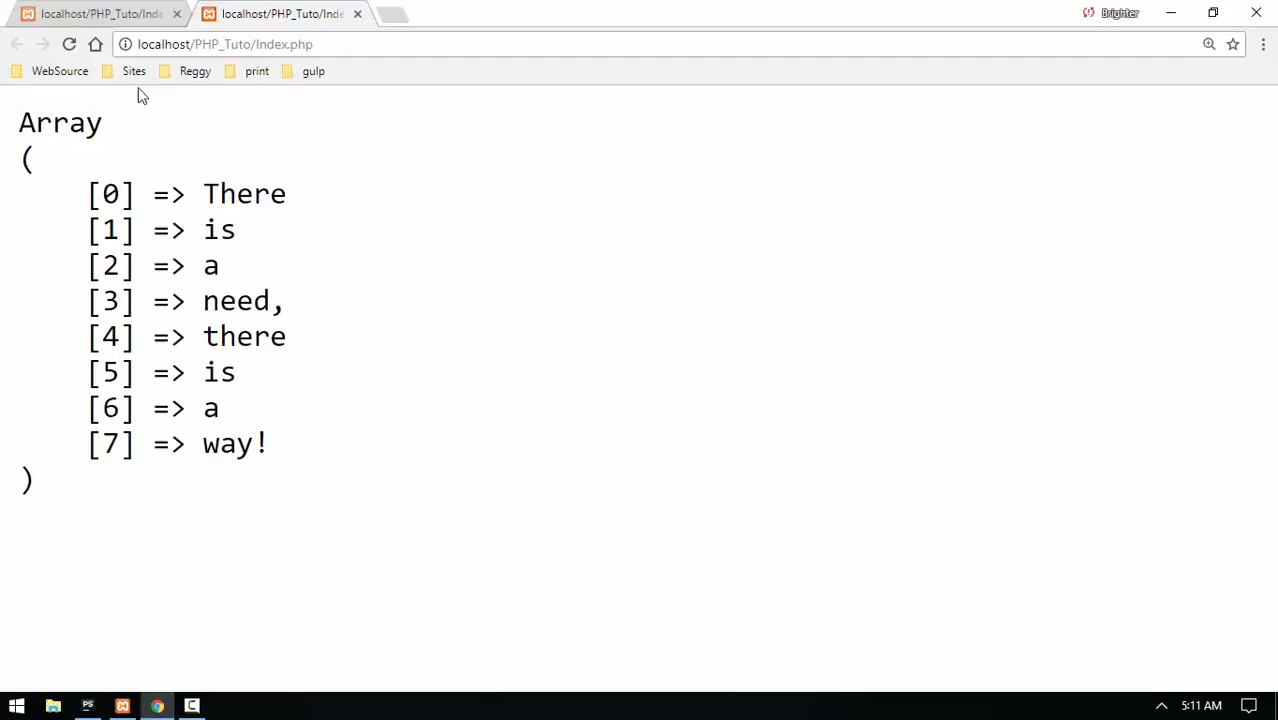 localhost/PHP_Tuto/Inde
localhost/PHP_Tuto/Inde
Brighter
localhost/PHP_Tuto/Index.php
WebSource
Sites
Reggy
print
gulp
Array
(
[0] => There
[1] => is
[2] => a
[3] => need,
[4] => there
[5] => is
[6] => a
[7] => way!
)
PS
C
5:11 AM